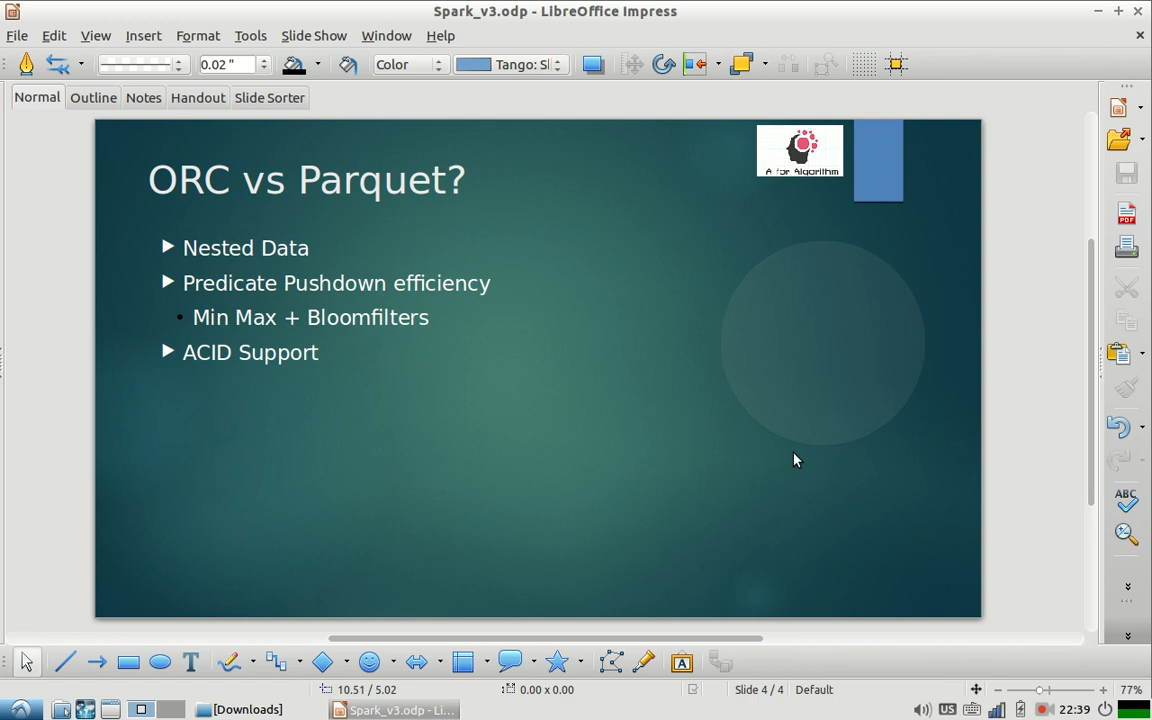 Spark_v3.odp - LibreOffice Impress
File Edit View Insert Format Tools Slide Show Window Help
0.02 " Color Tango: Sl
Normal Outline Notes Handout Slide Sorter
A for Algorithm
ORC vs Parquet?
Nested Data
Predicate Pushdown efficiency
Min Max + Bloomfilters
ACID Support
PDF
ABC
T
A
10.51 / 5.02 0.00 x 0.00 Slide 4 / 4 Default 77%
[Downloads] Spark_v3.odp - Li... US 22:39